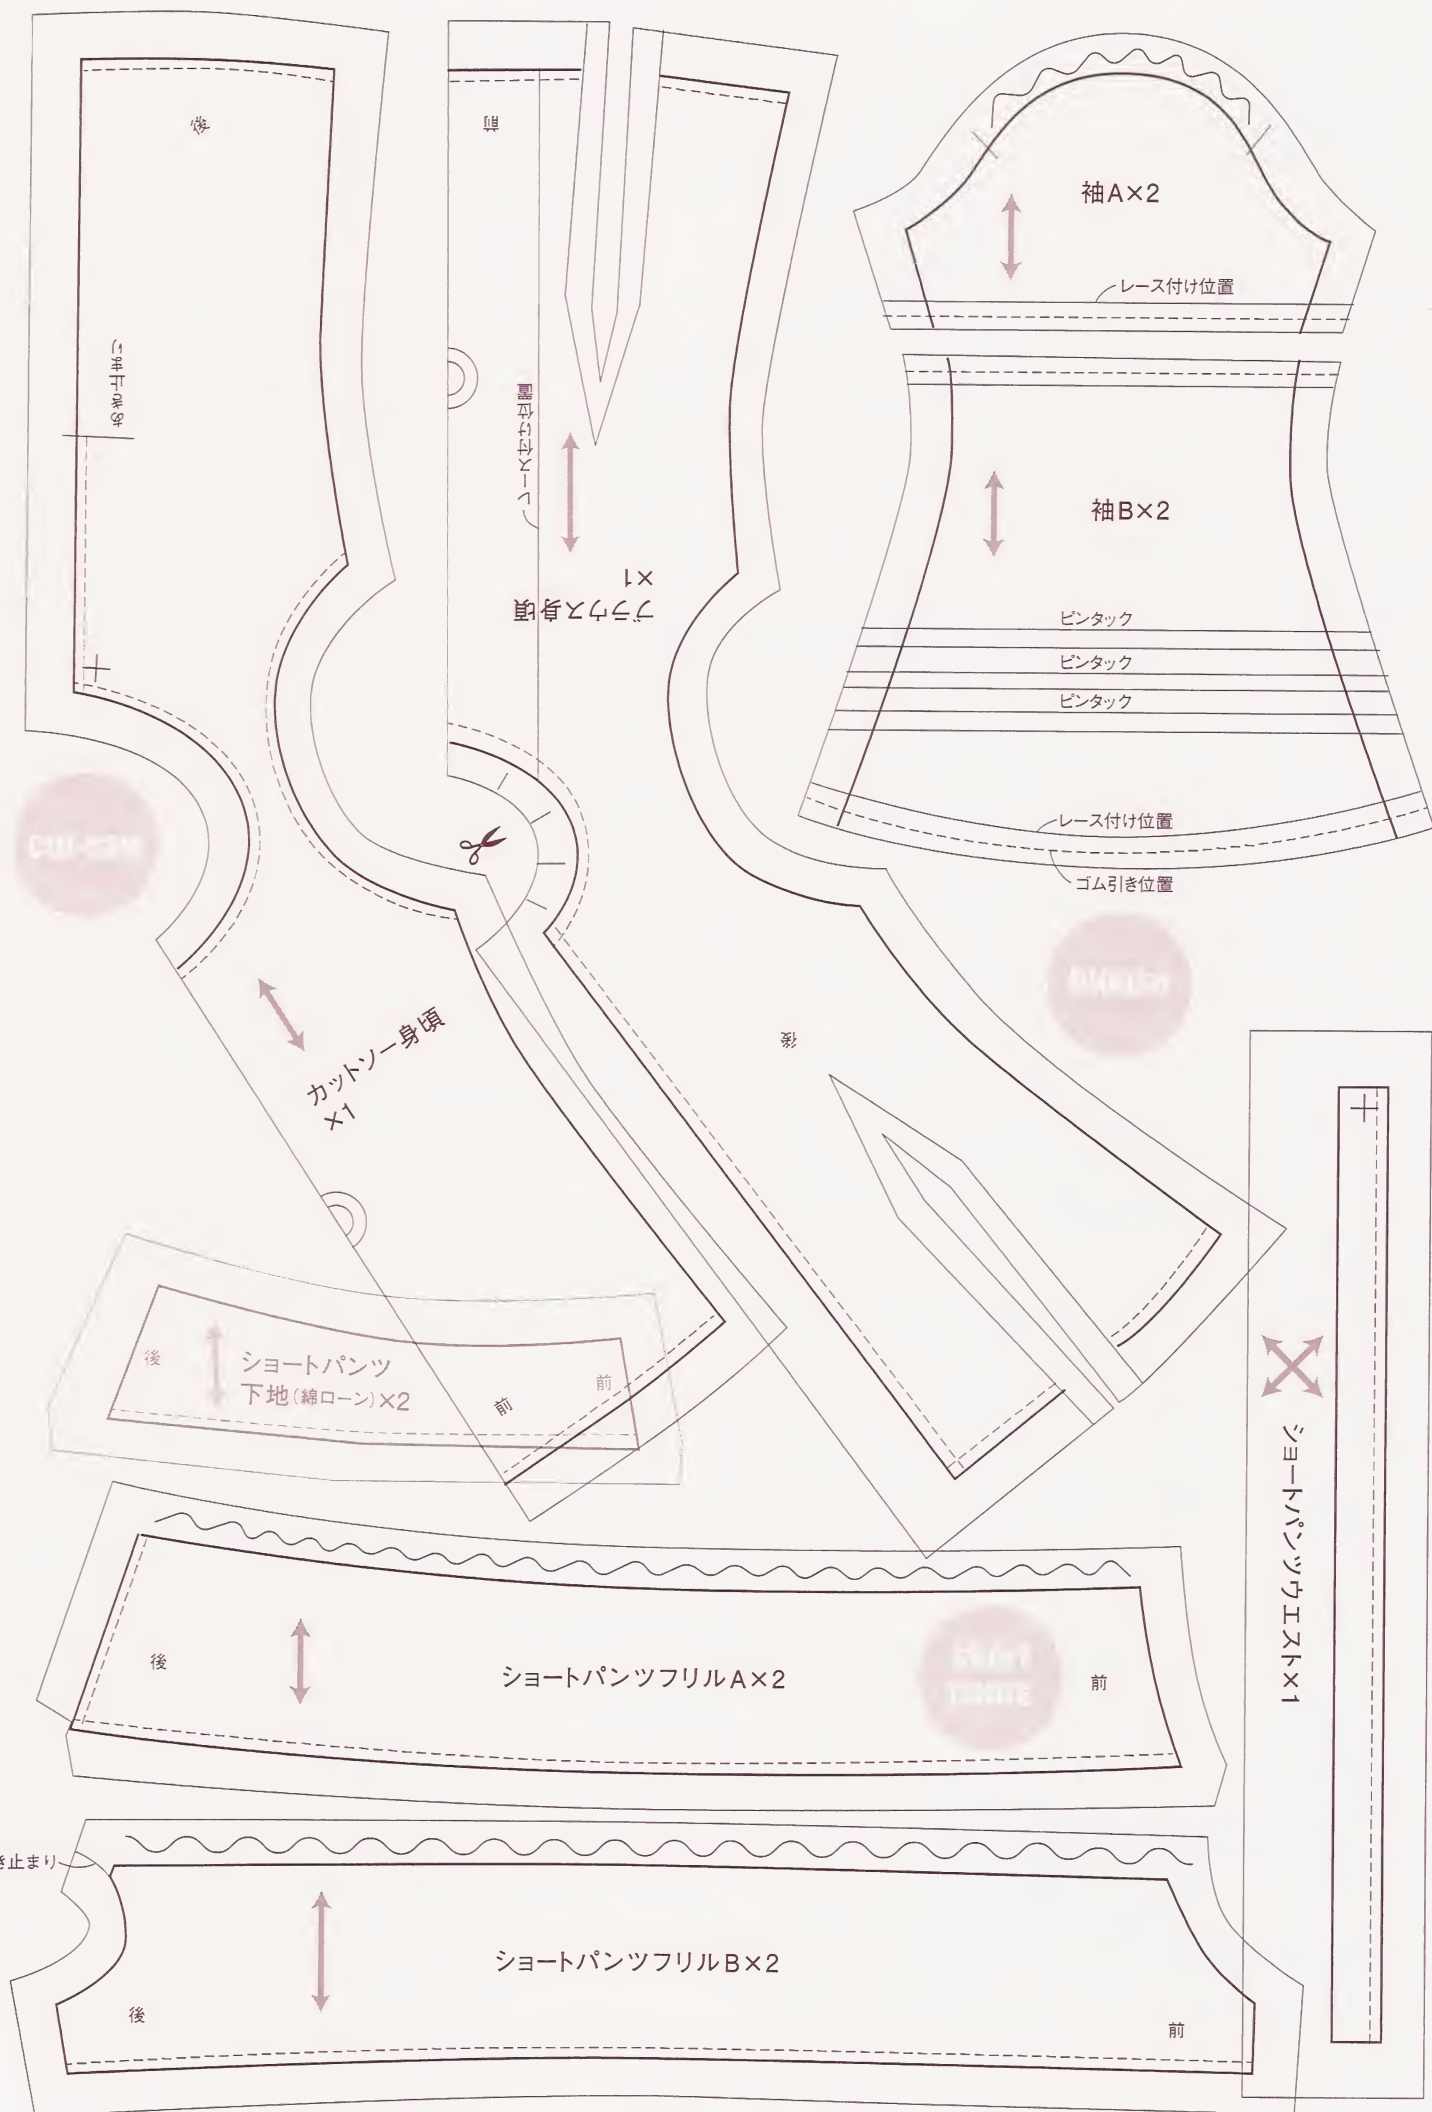 後
前
袖A×2
レース付け位置
あき止まり
レース付け位置
袖B×2
ブラウス身頃
×1
ピンタック
ピンタック
ピンタック
レース付け位置
ゴム引き位置
後
カットソー身頃
×1
後
ショートパンツ
下地(綿ローン)×2
前
前
ショートパンツウエスト×1
後
ショートパンツフリルA×2
前
き止まり
ショートパンツフリルB×2
後
前